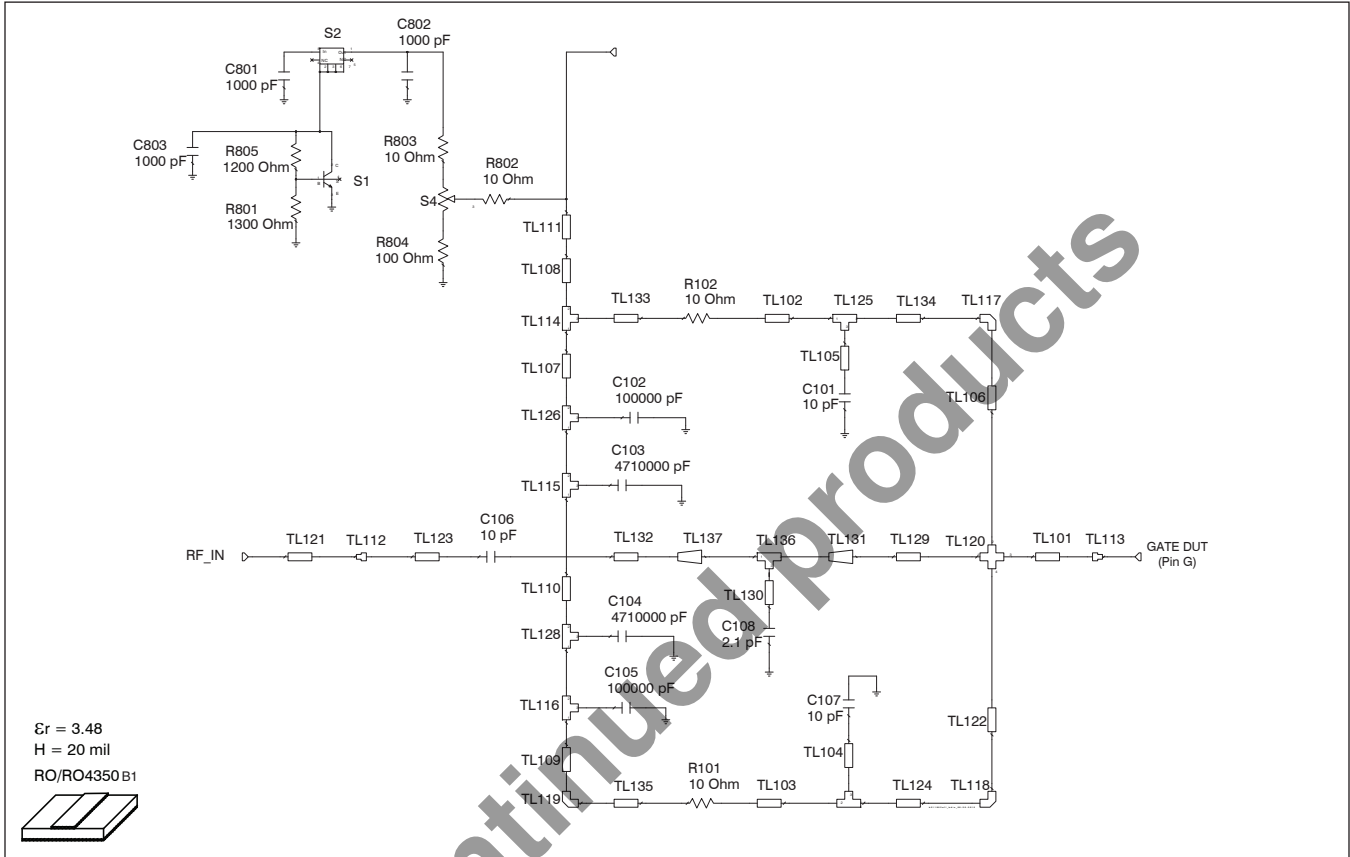 S2
C802
1000 pF
C801
1000 pF
C803
1000 pF
R805
1200 Ohm
S1
R801
1300 Ohm
R803
10 Ohm
R802
10 Ohm
S4
R804
100 Ohm
TL111
TL108
TL114
TL133
R102
10 Ohm
TL102
TL125
TL134
TL117
TL107
TL105
C101
10 pF
TL106
C102
100000 pF
TL126
C103
4710000 pF
TL115
RF_IN
TL121
TL112
TL123
C106
10 pF
TL132
TL137
TL136
TL131
TL129
TL120
TL101
TL113
GATE DUT
(Pin G)
TL110
TL130
C108
2.1 pF
C104
4710000 pF
TL128
C105
100000 pF
TL116
C107
10 pF
TL122
TL109
TL104
TL119
TL135
R101
10 Ohm
TL103
TL124
TL118
εr = 3.48
H = 20 mil
RO/RO4350 B1
tinued products